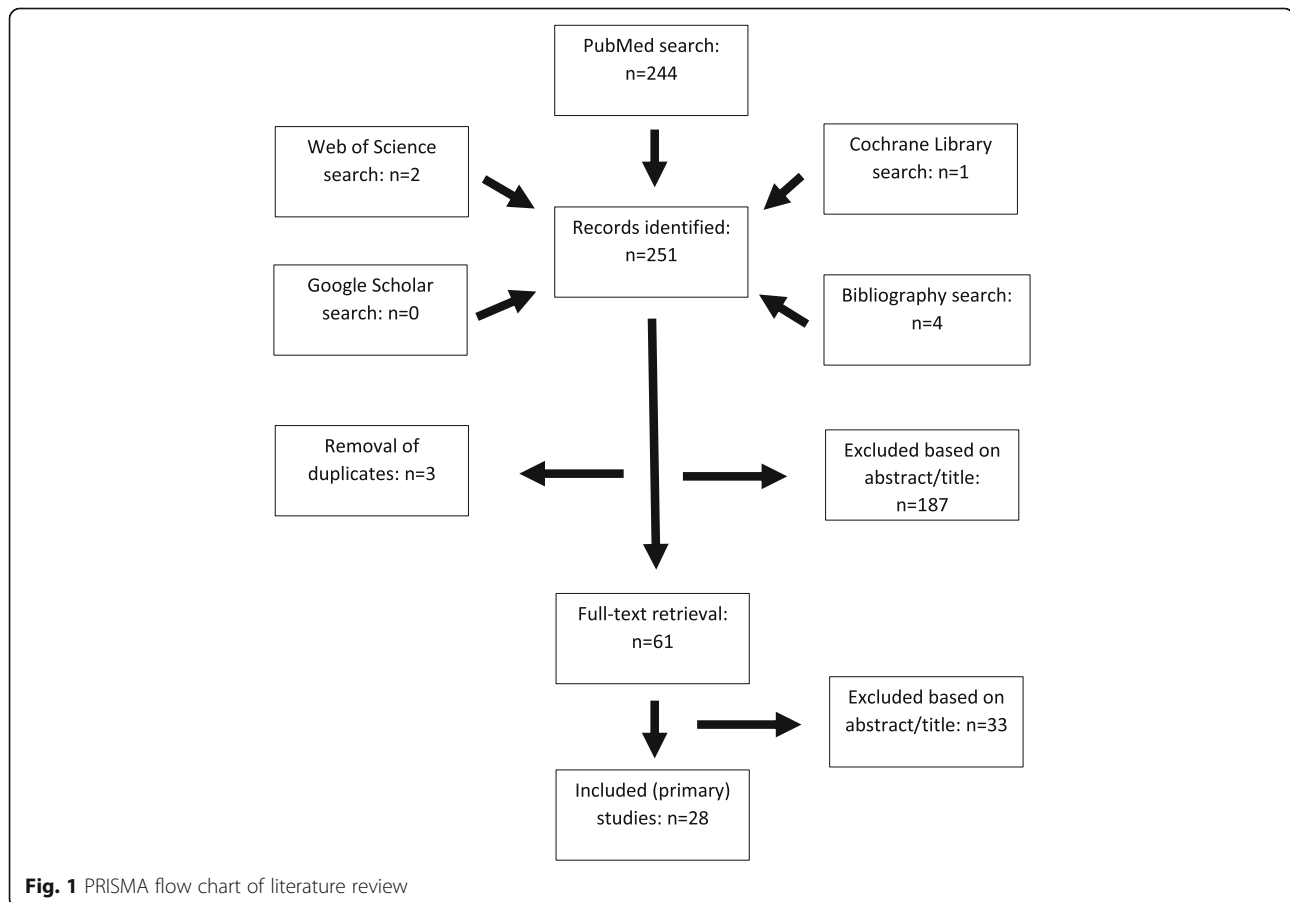 PubMed search:
n=244
Web of Science
search: n=2
Cochrane Library
search: n=1
Records identified:
n=251
Google Scholar
search: n=0
Bibliography search:
n=4
Removal of
duplicates: n=3
Excluded based on
abstract/title:
n=187
Full-text retrieval:
n=61
Excluded based on
abstract/title: n=33
Included (primary)
studies: n=28
Fig. 1 PRISMA flow chart of literature review